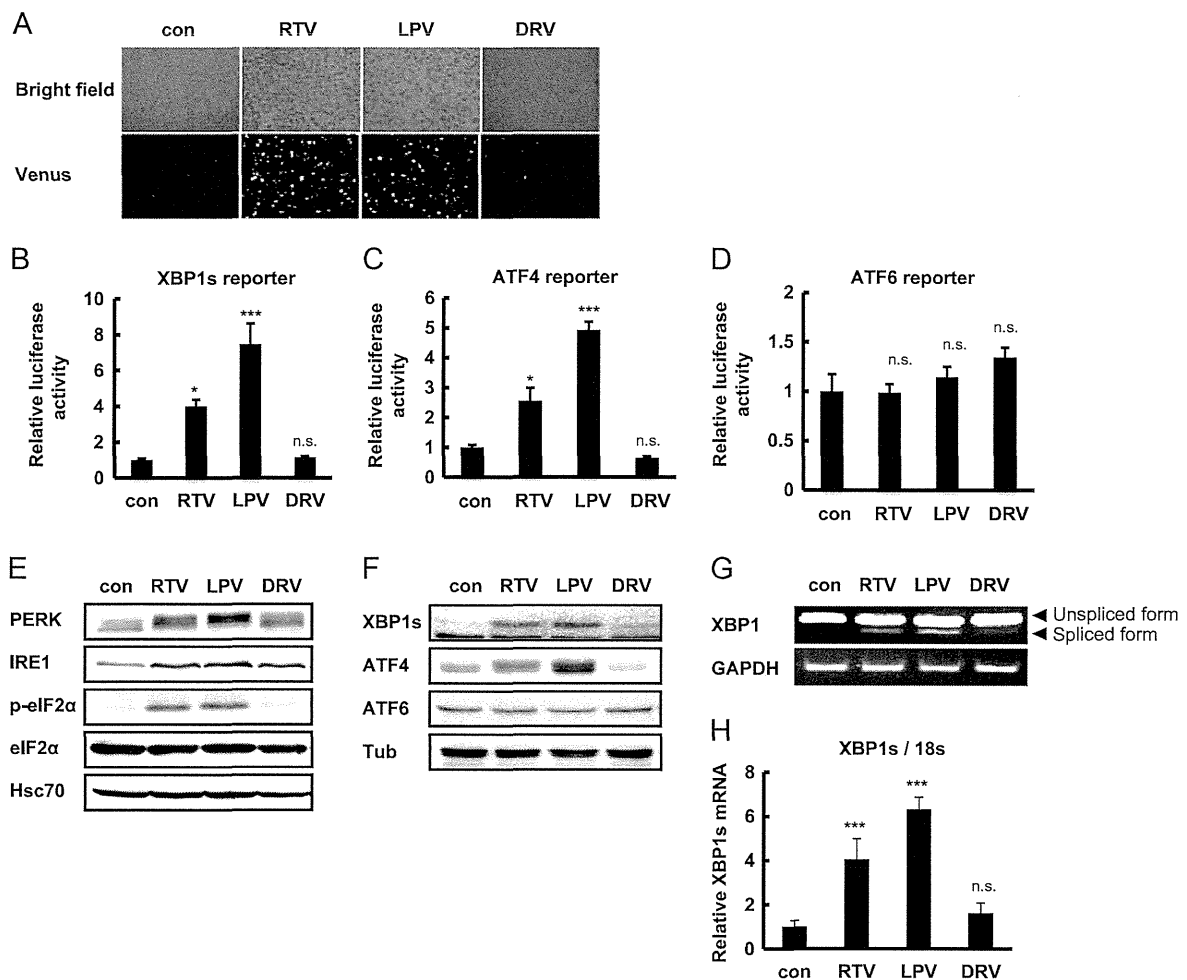 A
con RTV LPV DRV
Bright field
Venus
B
XBP1s reporter
Relative luciferase
activity
10
8
6
4
2
0
*
***
n.s.
con RTV LPV DRV
C
ATF4 reporter
Relative luciferase
activity
6
5
4
3
2
1
0
*
***
n.s.
con RTV LPV DRV
D
ATF6 reporter
Relative luciferase
activity
2
1.5
1
0.5
0
n.s.
n.s.
n.s.
con RTV LPV DRV
E
con RTV LPV DRV
PERK
IRE1
p-eIF2α
eIF2α
Hsc70
F
con RTV LPV DRV
XBP1s
ATF4
ATF6
Tub
G
con RTV LPV DRV
XBP1
Unspliced form
Spliced form
GAPDH
H
XBP1s / 18s
Relative XBP1s mRNA
8
6
4
2
0
***
***
n.s.
con RTV LPV DRV